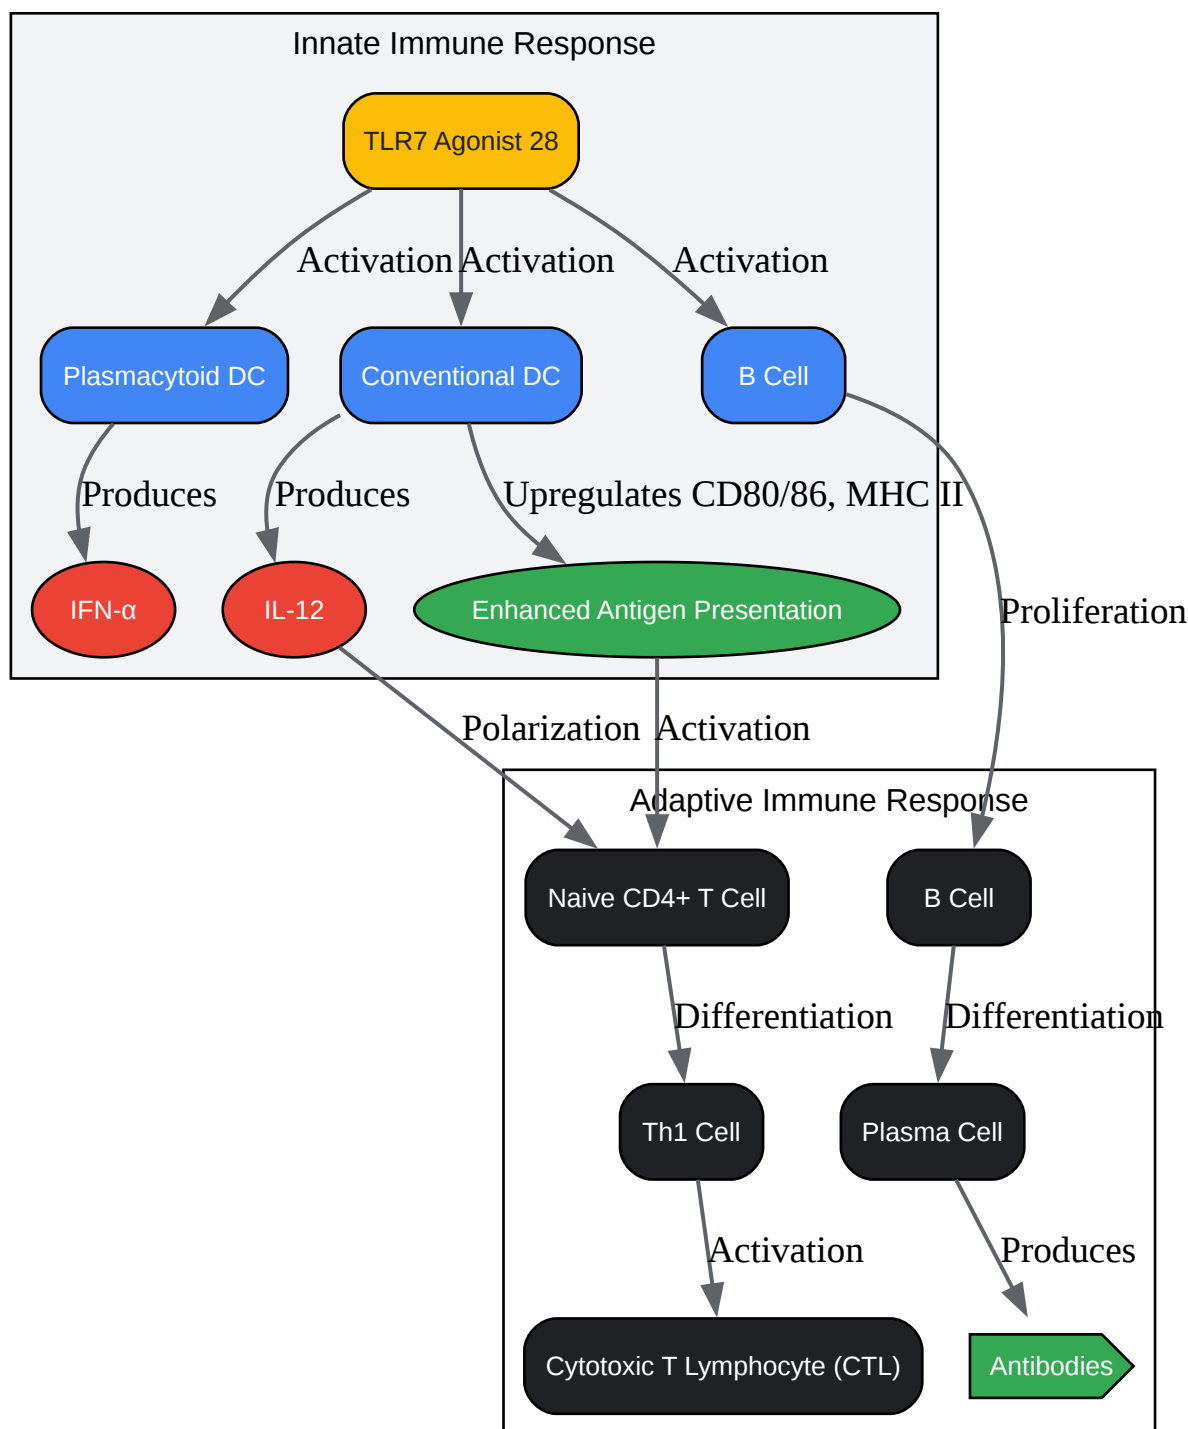 Innate Immune Response
TLR7 Agonist 28
Activation
Activation
Activation
Plasmacytoid DC
Conventional DC
B Cell
Produces
Produces
Upregulates CD80/86, MHC II
IFN-α
IL-12
Enhanced Antigen Presentation
Proliferation
Polarization
Activation
Adaptive Immune Response
Naive CD4+ T Cell
B Cell
Differentiation
Differentiation
Th1 Cell
Plasma Cell
Activation
Produces
Cytotoxic T Lymphocyte (CTL)
Antibodies